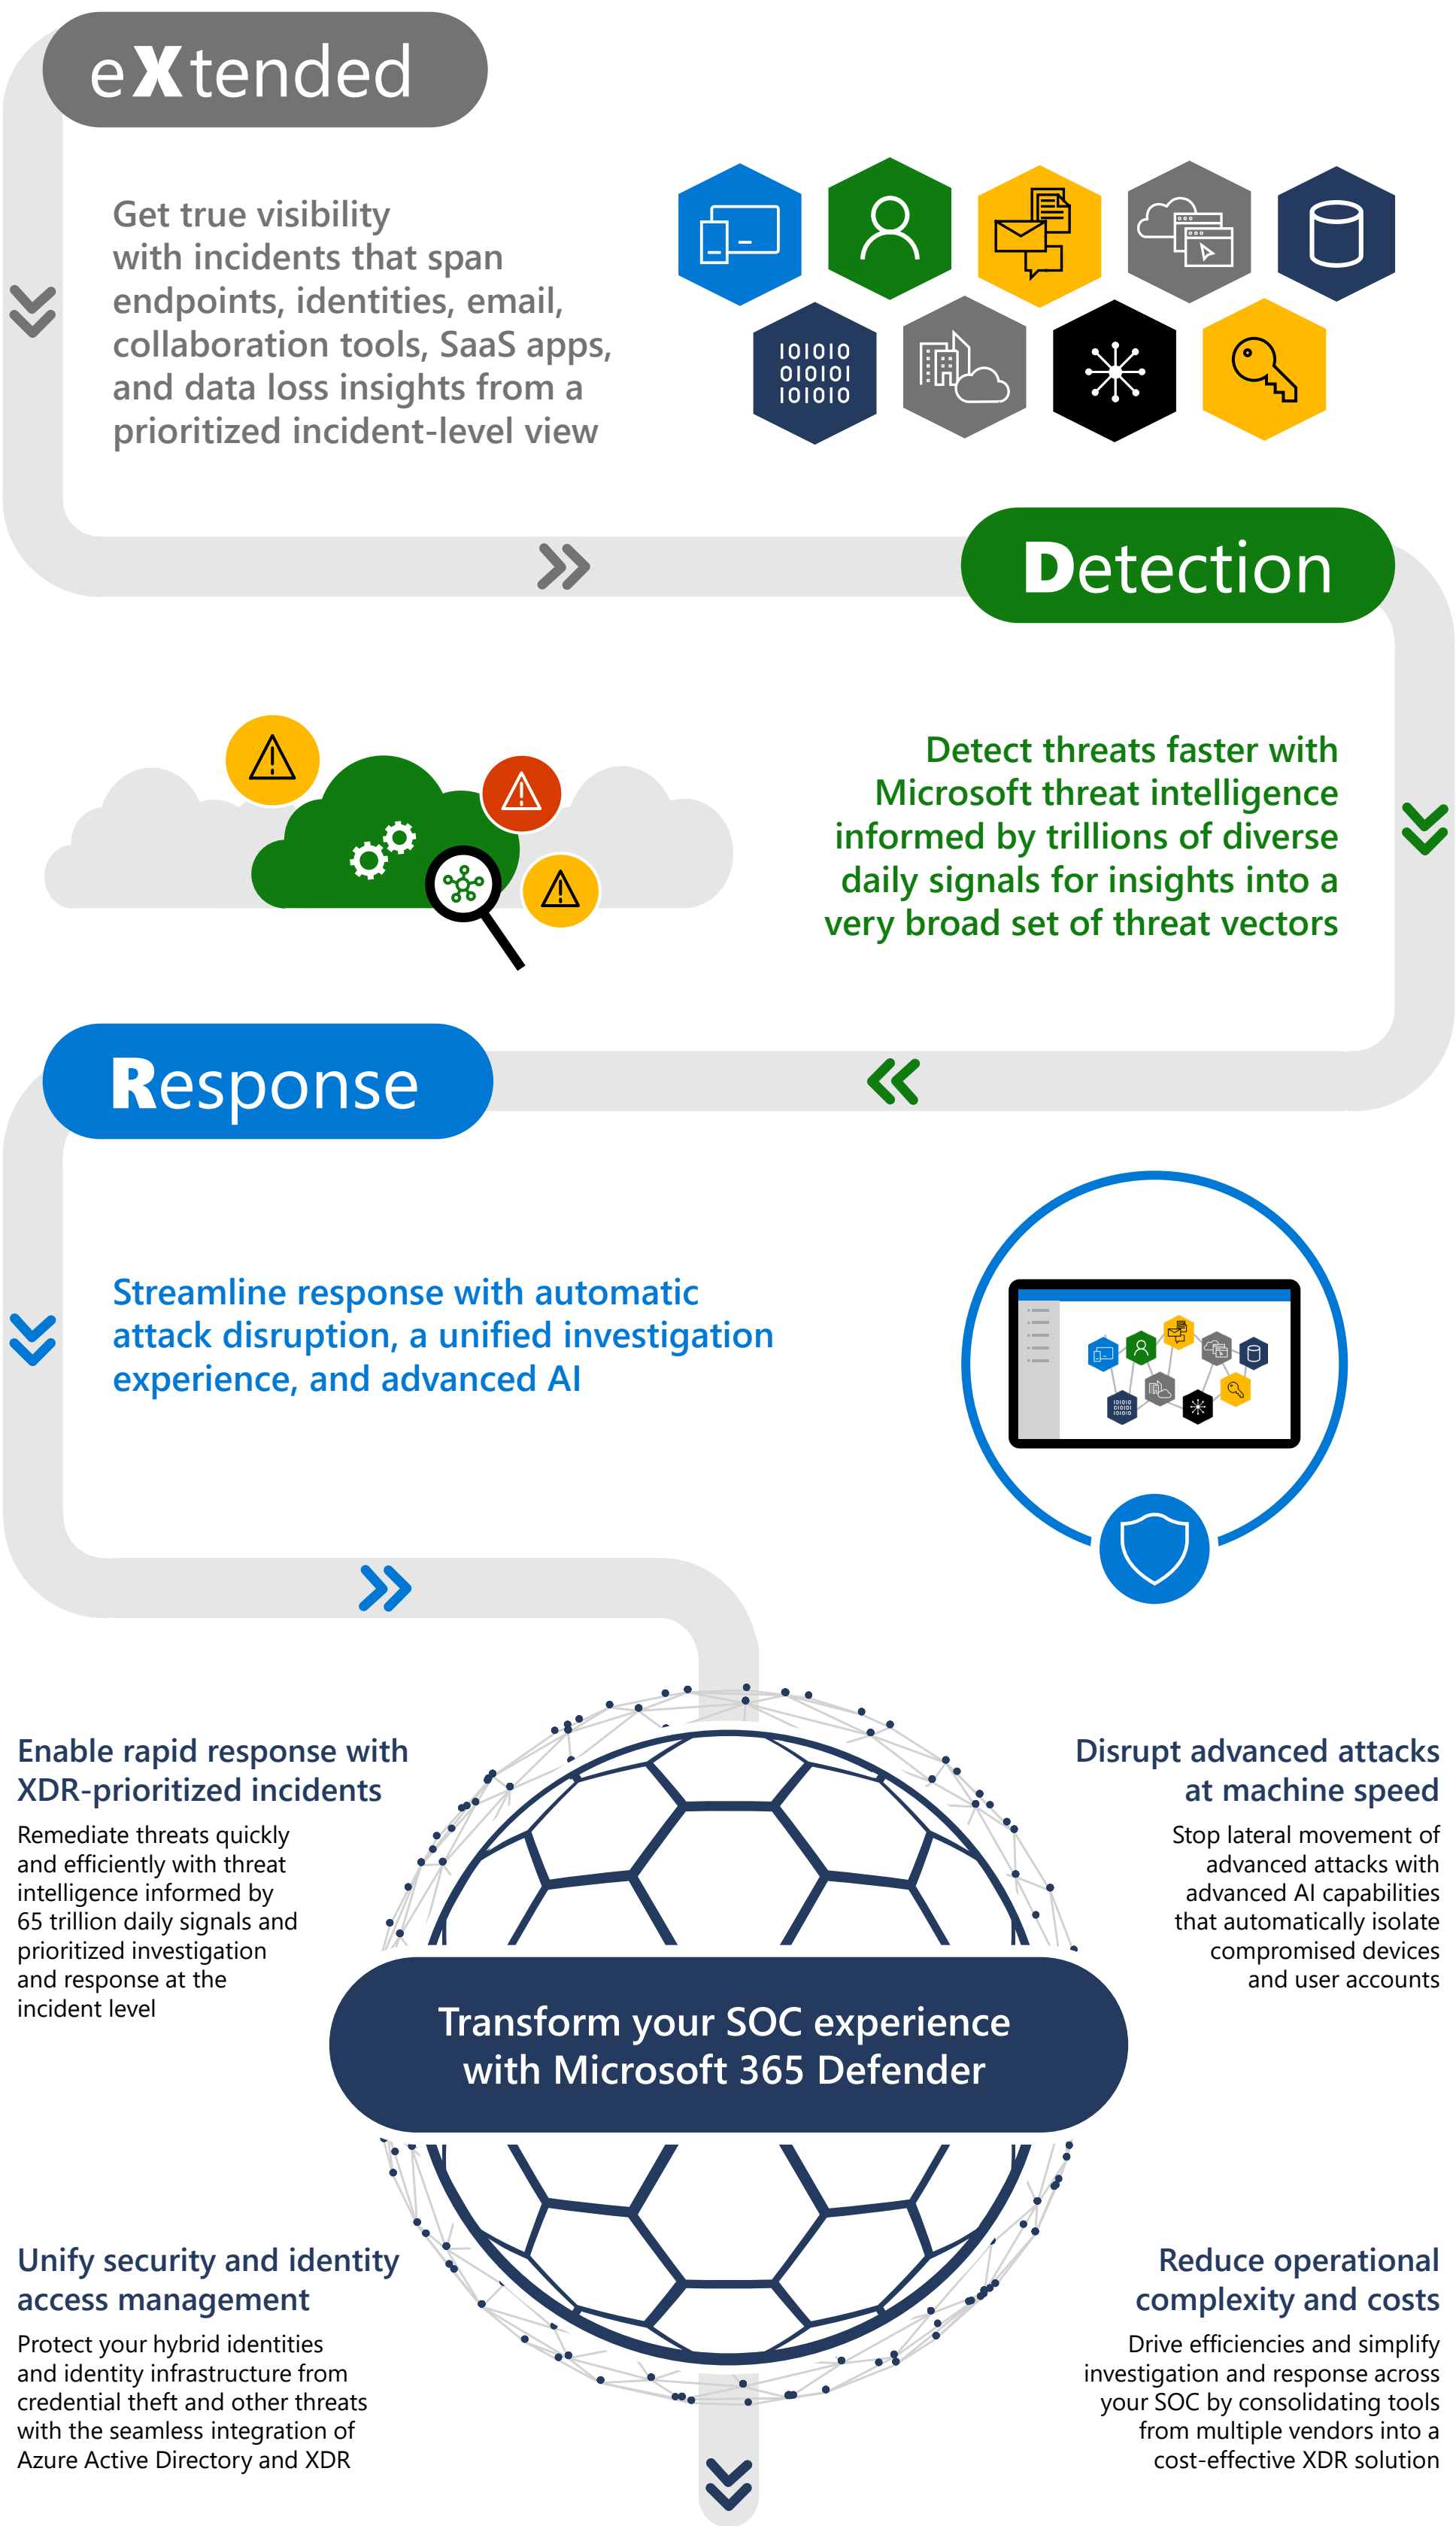 eXtended
Get true visibility
with incidents that span
endpoints, identities, email,
collaboration tools, SaaS apps,
and data loss insights from a
prioritized incident-level view
101010
010101
101010
Detection
Detect threats faster with
Microsoft threat intelligence
informed by trillions of diverse
daily signals for insights into a
very broad set of threat vectors
Response
Streamline response with automatic
attack disruption, a unified investigation
experience, and advanced AI
101010
010101
101010
Enable rapid response with
XDR-prioritized incidents
Remediate threats quickly
and efficiently with threat
intelligence informed by
65 trillion daily signals and
prioritized investigation
and response at the
incident level
Disrupt advanced attacks
at machine speed
Stop lateral movement of
advanced attacks with
advanced AI capabilities
that automatically isolate
compromised devices
and user accounts
Transform your SOC experience
with Microsoft 365 Defender
Unify security and identity
access management
Protect your hybrid identities
and identity infrastructure from
credential theft and other threats
with the seamless integration of
Azure Active Directory and XDR
Reduce operational
complexity and costs
Drive efficiencies and simplify
investigation and response across
your SOC by consolidating tools
from multiple vendors into a
cost-effective XDR solution